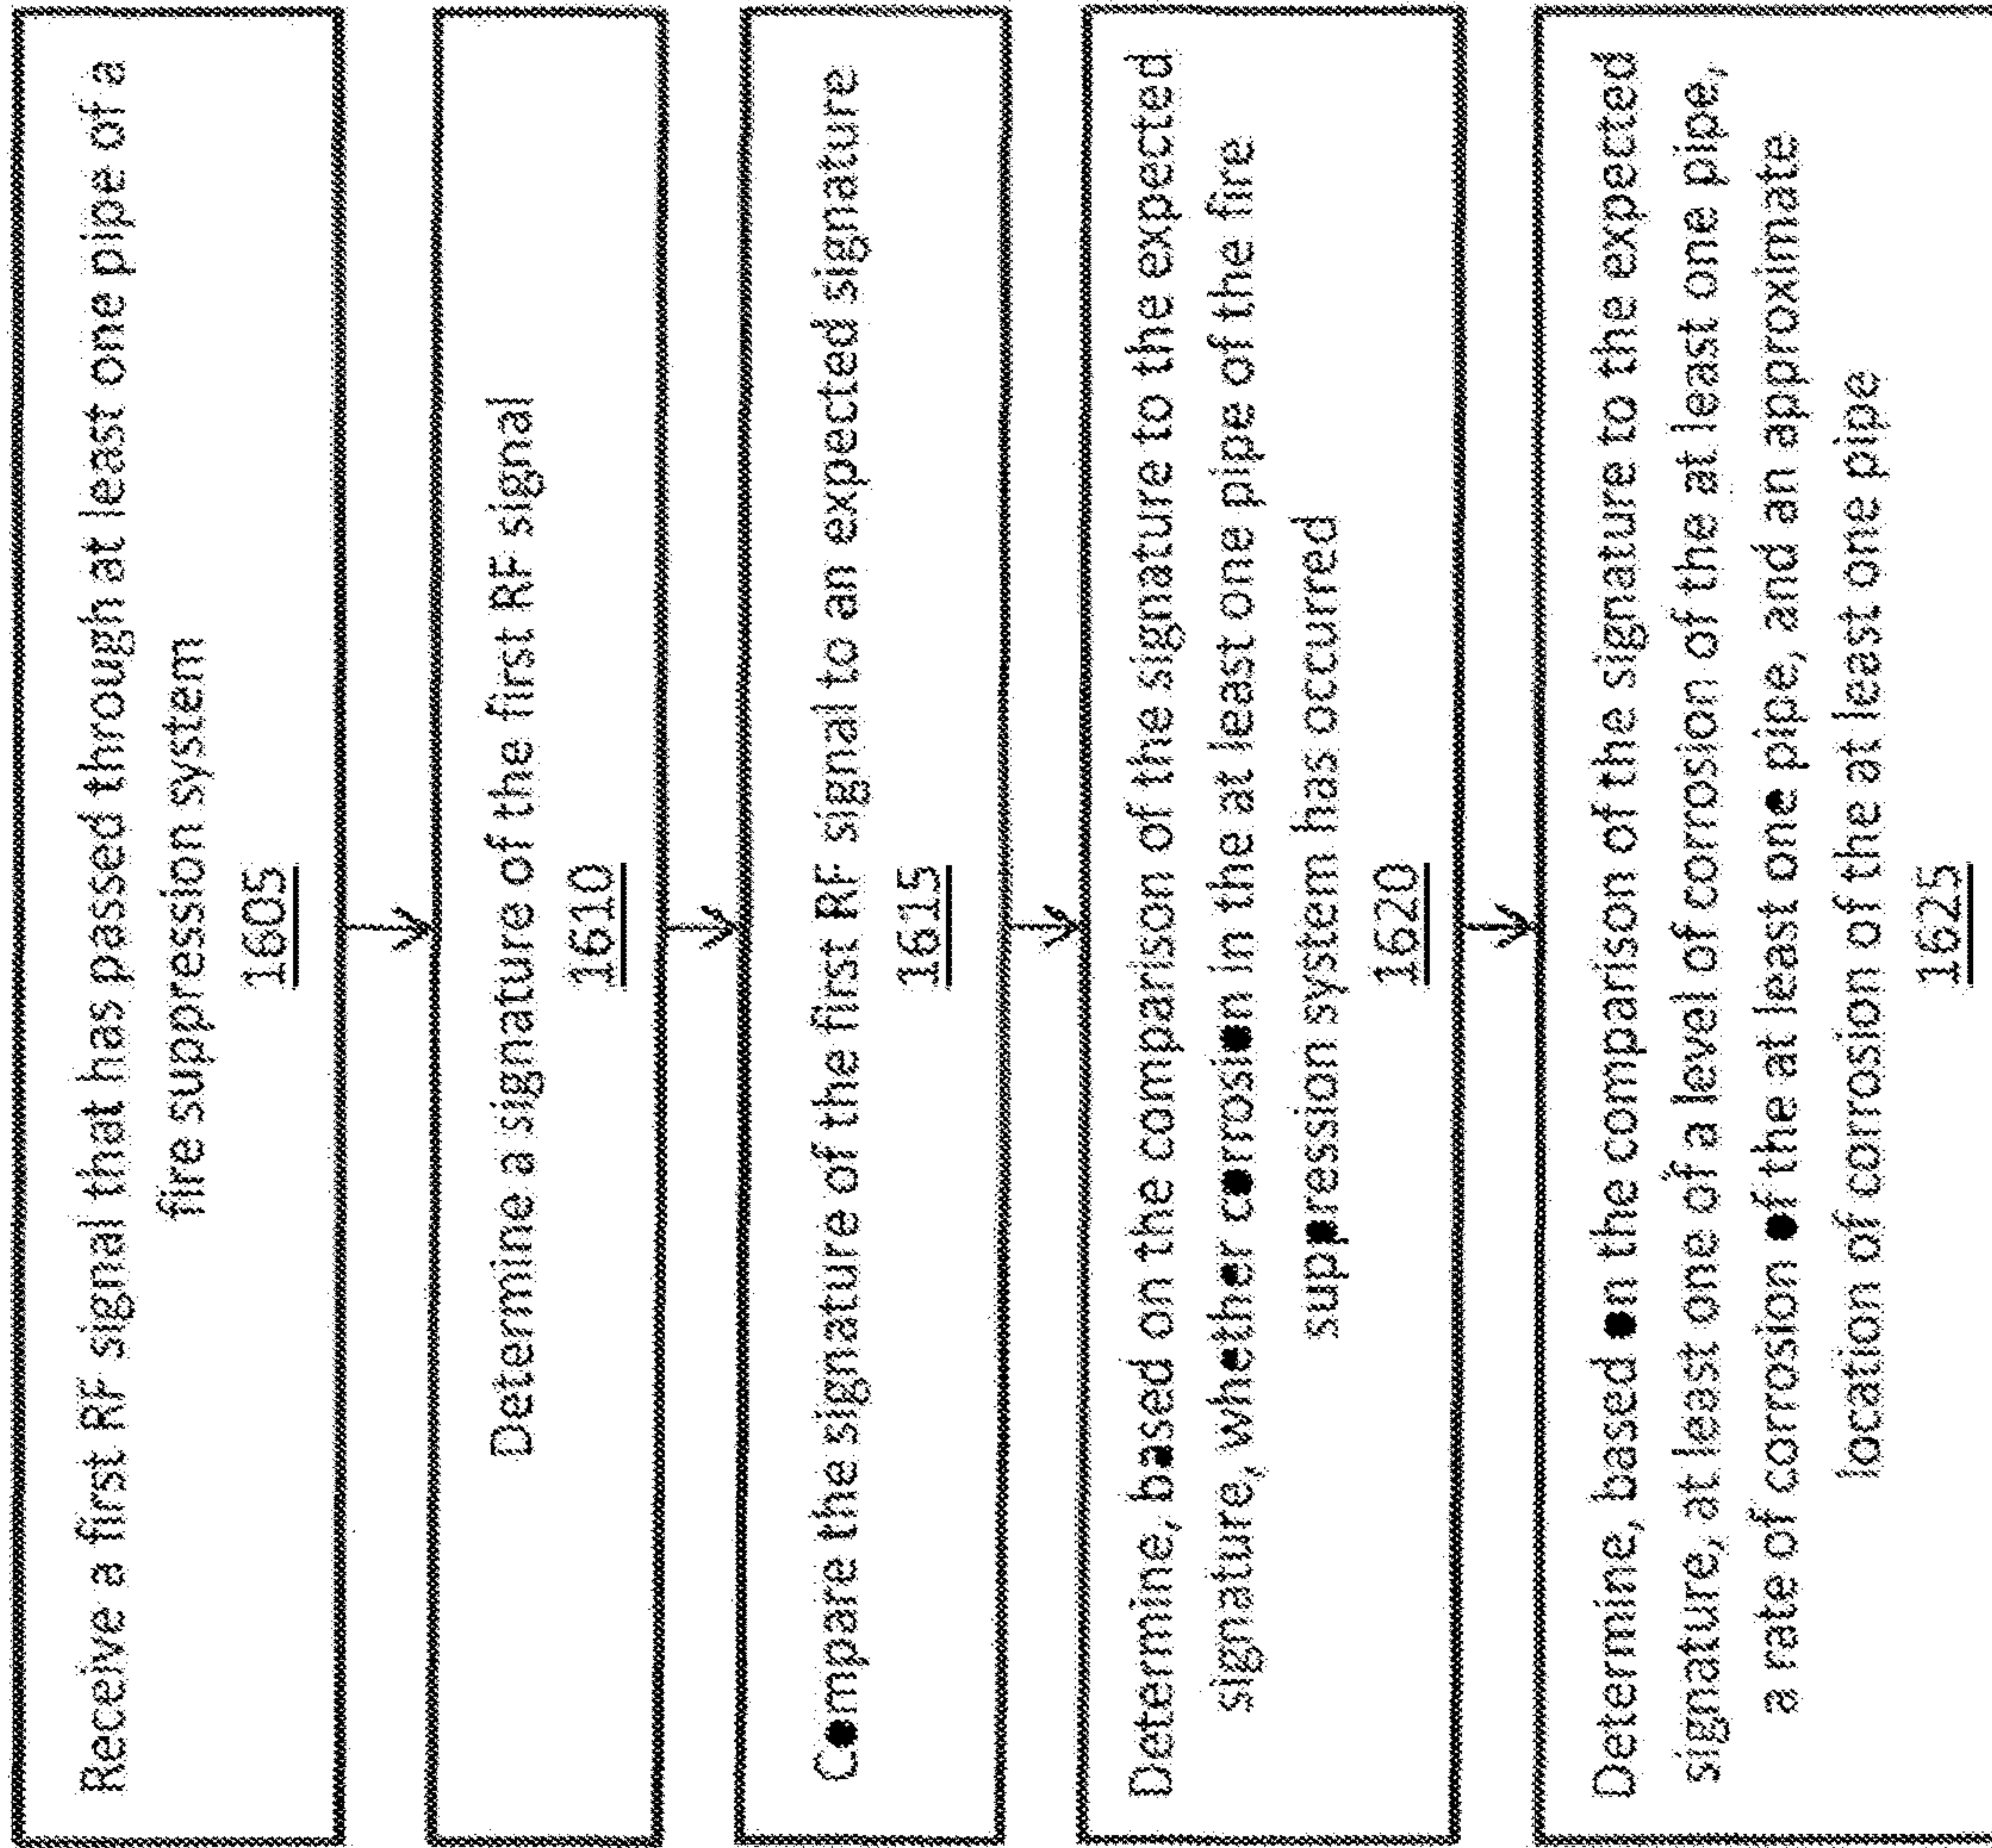 Receive a first RF signal that has passed through at least one pipe of a
fire suppression system
1605
Determine a signature of the first RF signal
1610
Compare the signature of the first RF signal to an expected signature
1615
Determine, based on the comparison of the signature to the expected
signature, whether corrosion in the at least one pipe of the fire
suppression system has occurred
1620
Determine, based on the comparison of the signature to the expected
signature, at least one of a level of corrosion of the at least one pipe,
a rate of corrosion of the at least one pipe, and an approximate
location of corrosion of the at least one pipe
1625